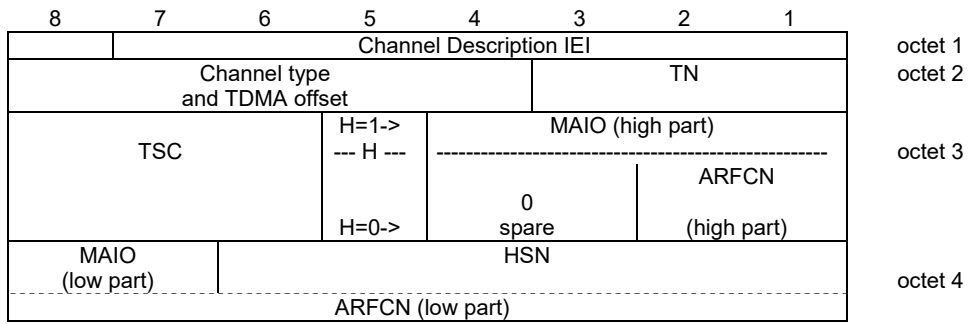 8 7 6 5 4 3 2 1
Channel Description IEI octet 1
Channel type TN octet 2
and TDMA offset
H=1-> MAIO (high part)
TSC --- H --- ------------------------------------------------------- octet 3
ARFCN
0
H=0-> spare (high part)
MAIO HSN
(low part) octet 4
ARFCN (low part)